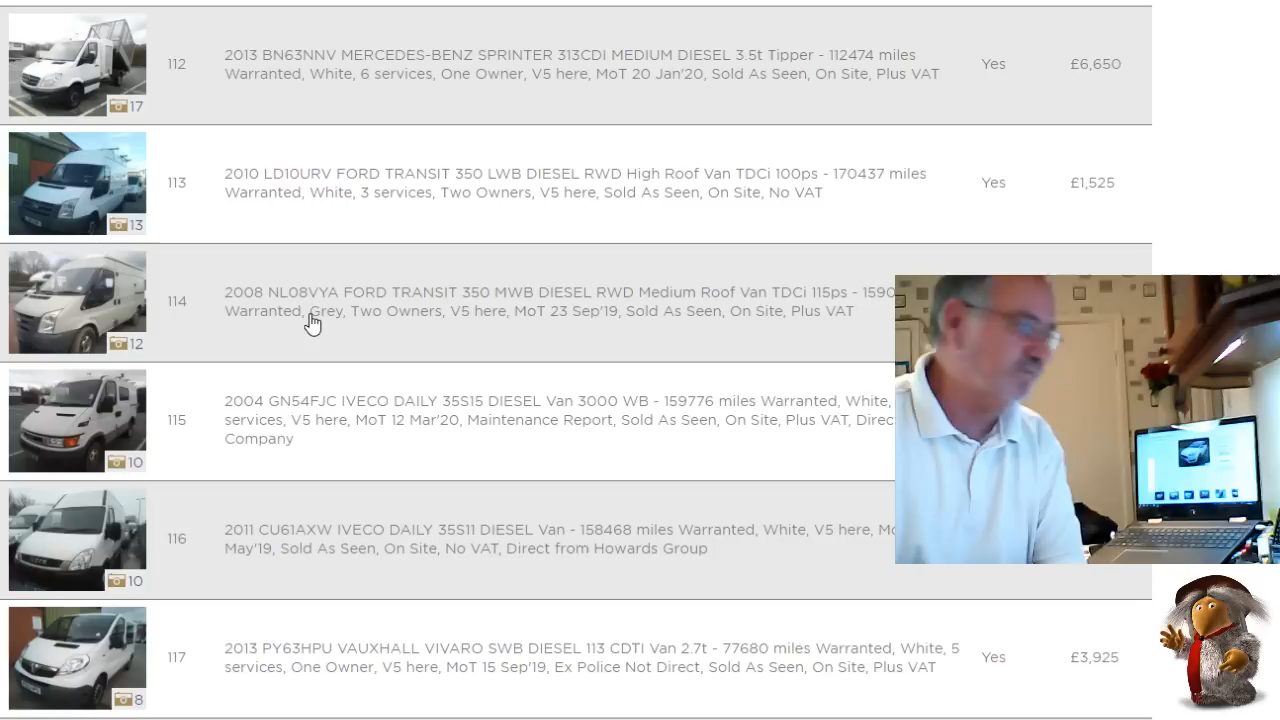 112
2013 BN63NNV MERCEDES-BENZ SPRINTER 313CDI MEDIUM DIESEL 3.5t Tipper - 112474 miles
Warranted, White, 6 services, One Owner, V5 here, MoT 20 Jan'20, Sold As Seen, On Site, Plus VAT
Yes
£6,650
17
113
2010 LD10URV FORD TRANSIT 350 LWB DIESEL RWD High Roof Van TDCi 100ps - 170437 miles
Warranted, White, 3 services, Two Owners, V5 here, Sold As Seen, On Site, No VAT
Yes
£1,525
13
114
2008 NL08VYA FORD TRANSIT 350 MWB DIESEL RWD Medium Roof Van TDCi 115ps - 1590
Warranted, Grey, Two Owners, V5 here, MoT 23 Sep'19, Sold As Seen, On Site, Plus VAT
12
115
2004 GN54FJC IVECO DAILY 35S15 DIESEL Van 3000 WB - 159776 miles Warranted, White,
services, V5 here, MoT 12 Mar'20, Maintenance Report, Sold As Seen, On Site, Plus VAT, Direc
Company
10
116
2011 CU61AXW IVECO DAILY 35S11 DIESEL Van - 158468 miles Warranted, White, V5 here, Mo
May'19, Sold As Seen, On Site, No VAT, Direct from Howards Group
10
117
2013 PY63HPU VAUXHALL VIVARO SWB DIESEL 113 CDTI Van 2.7t - 77680 miles Warranted, White, 5
services, One Owner, V5 here, MoT 15 Sep'19, Ex Police Not Direct, Sold As Seen, On Site, Plus VAT
Yes
£3,925
8